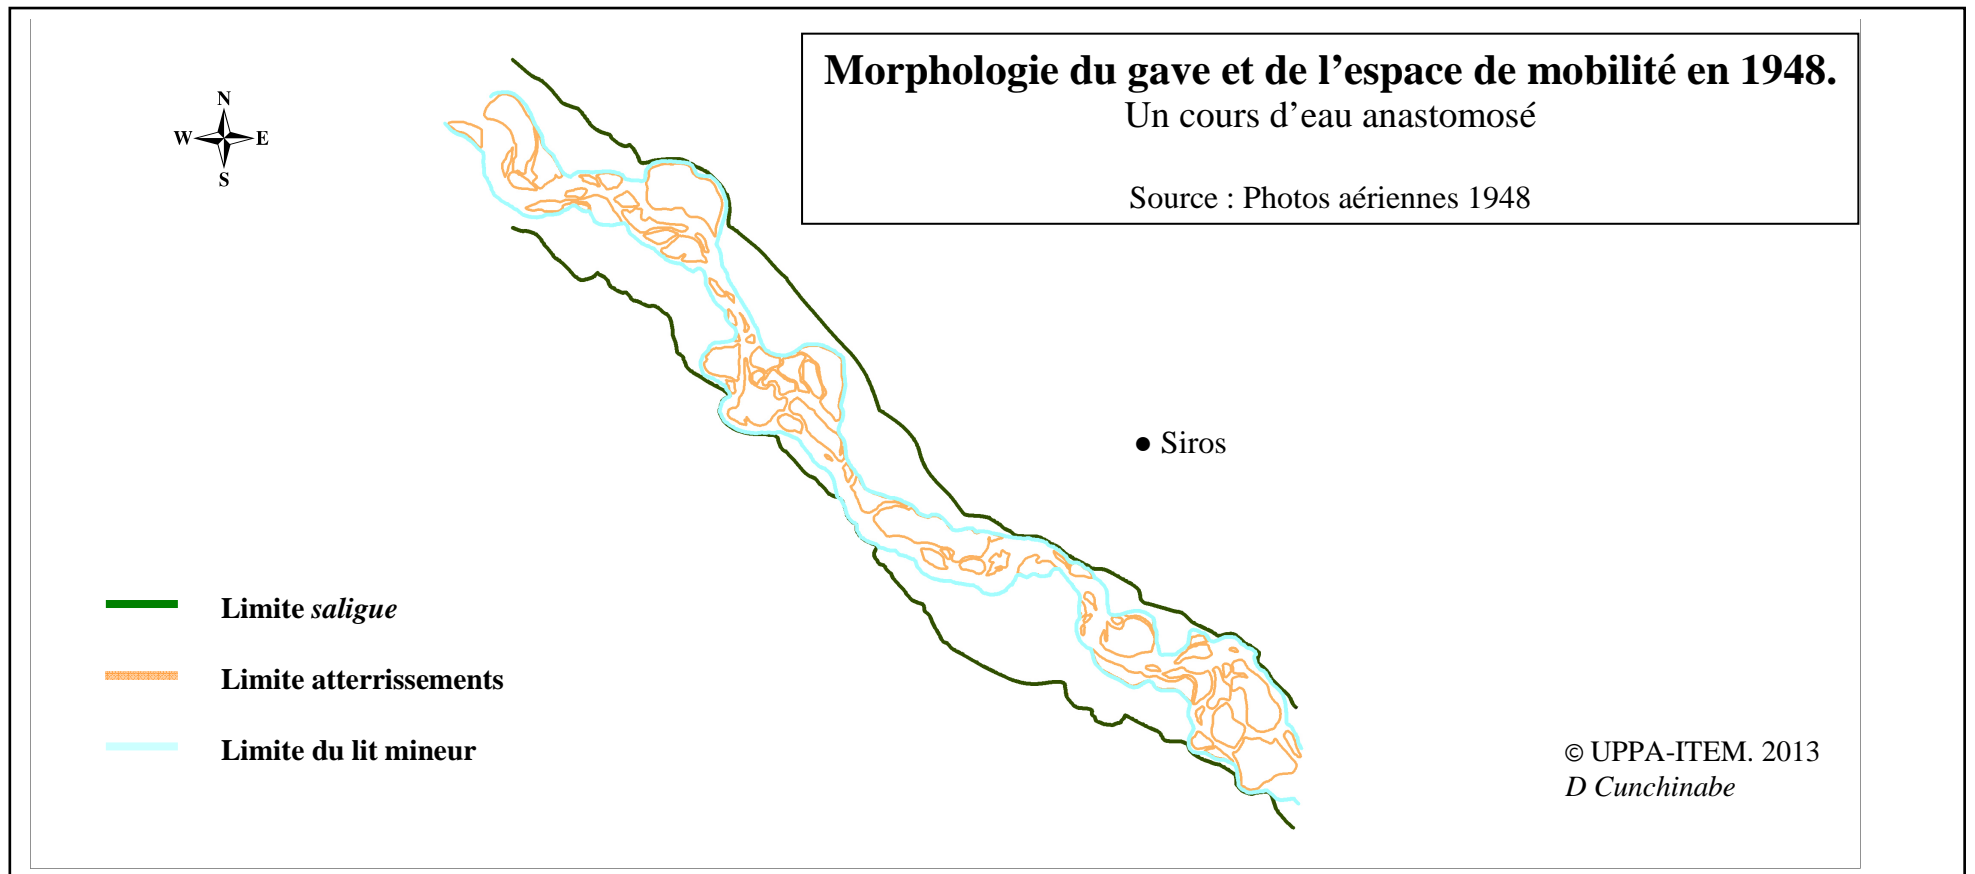 Morphologie du gave et de l’espace de mobilité en 1948.
Un cours d’eau anastomosé
Source : Photos aériennes 1948
N
W E
S
Siros
Limite saligue
Limite atterrissements
Limite du lit mineur
© UPPA-ITEM. 2013
D Cunchinabe